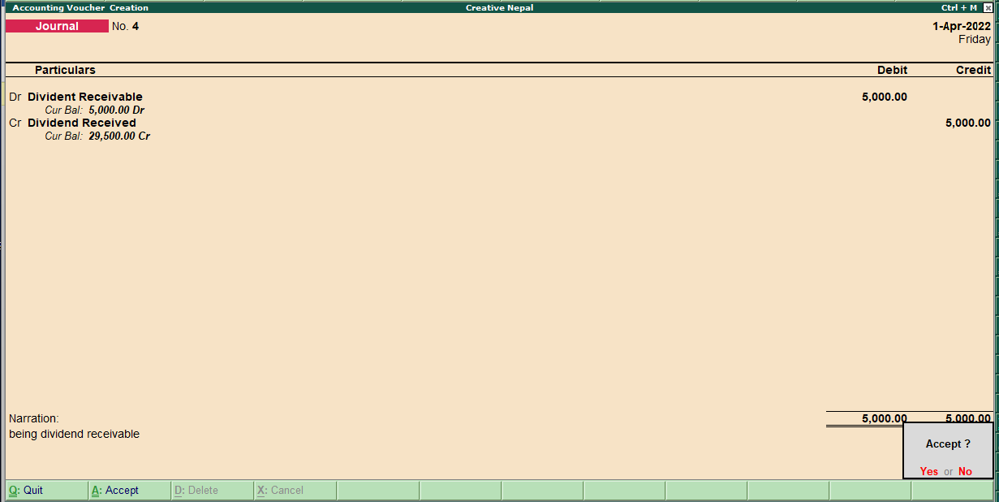 Accounting Voucher Creation Creative Nepal Ctrl + M
Journal No. 4 1-Apr-2022
Friday
Particulars Debit Credit
Dr Divident Receivable 5,000.00
Cur Bal: 5,000.00 Dr
Cr Dividend Received 5,000.00
Cur Bal: 29,500.00 Cr
Narration: 5,000.00 5,000.00
being dividend receivable
Accept ?
Yes or No
Q: Quit A: Accept D: Delete X: Cancel